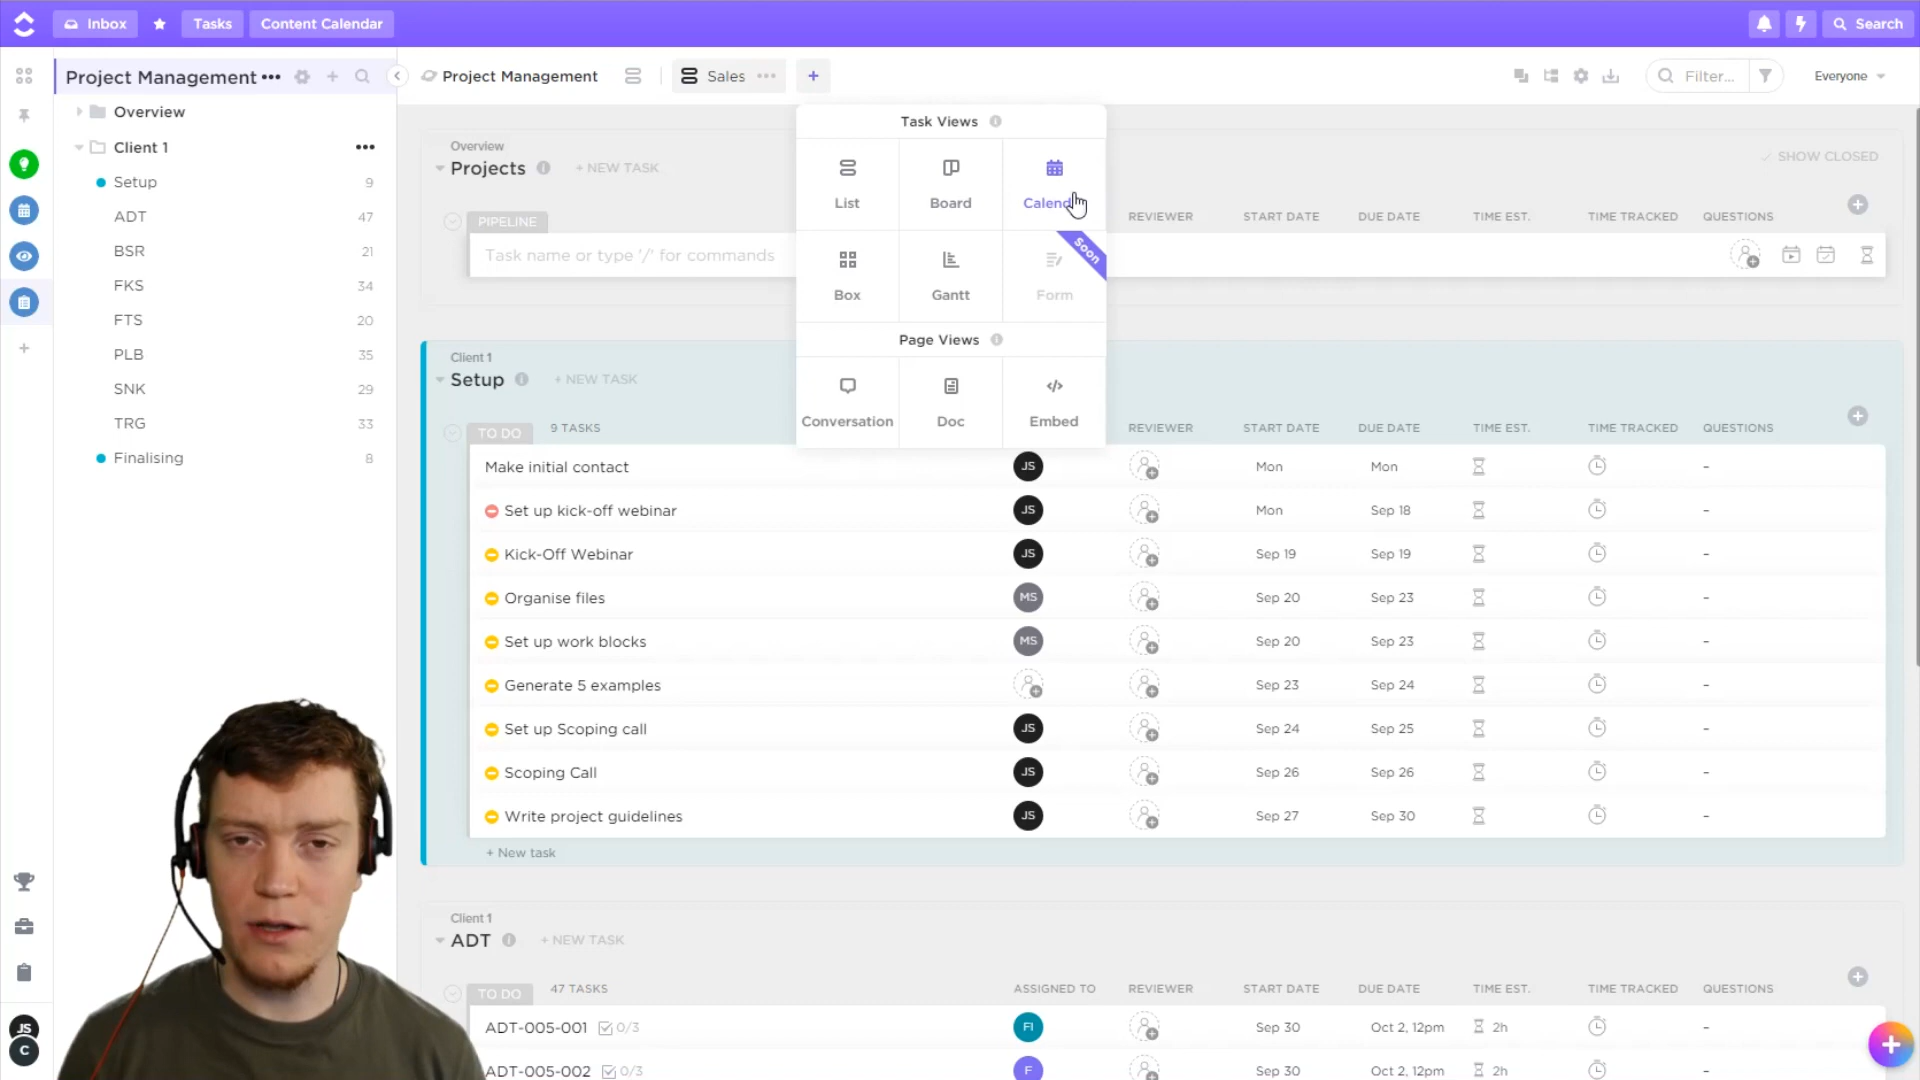 Inbox
Tasks
Content Calendar
Search
Project Management
Project Management
Sales
Filter...
Everyone
Overview
Client 1
Setup 9
ADT 47
BSR 21
FKS 34
FTS 20
PLB 35
SNK 29
TRG 33
Finalising 8
Task Views
List
Board
Box
Gantt
Form
Soon
Page Views
Conversation
Doc
Embed
Overview
Projects + NEW TASK
SHOW CLOSED
PIPELINE
REVIEWER START DATE DUE DATE TIME EST. TIME TRACKED QUESTIONS
Task name or type '/' for commands
Client 1
Setup + NEW TASK
TO DO 9 TASKS REVIEWER START DATE DUE DATE TIME EST. TIME TRACKED QUESTIONS
Make initial contact JS Mon Mon -
Set up kick-off webinar JS Mon Sep 18 -
Kick-Off Webinar JS Sep 19 Sep 19 -
Organise files MS Sep 20 Sep 23 -
Set up work blocks MS Sep 20 Sep 23 -
Generate 5 examples Sep 23 Sep 24 -
Set up Scoping call JS Sep 24 Sep 25 -
Scoping Call JS Sep 26 Sep 26 -
Write project guidelines JS Sep 27 Sep 30 -
+ New task
Client 1
ADT + NEW TASK
TO DO 47 TASKS ASSIGNED TO REVIEWER START DATE DUE DATE TIME EST. TIME TRACKED QUESTIONS
ADT-005-001 0/3 FI Sep 30 Oct 2, 12pm 2h -
ADT-005-002 0/3 F Sep 30 Oct 2, 12pm 2h -
JS
C